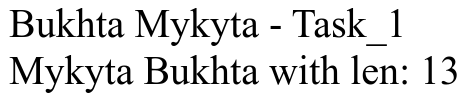 Bukhta Mykyta - Task_1
Mykyta Bukhta with len: 13